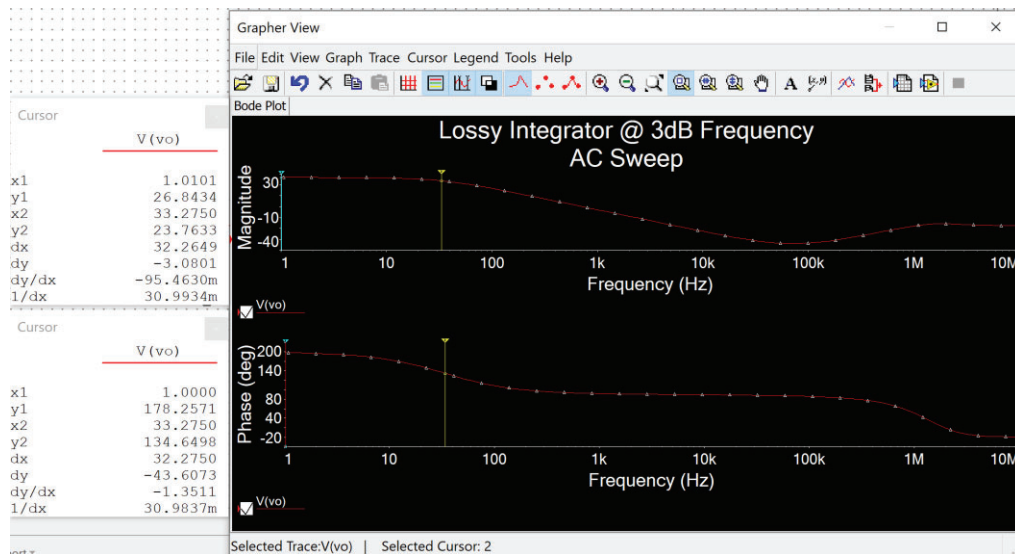 Grapher View
File Edit View Graph Trace Cursor Legend Tools Help
A
Bode Plot
Cursor
V(vo)
x1 1.0101
y1 26.8434
x2 33.2750
y2 23.7633
dx 32.2649
dy -3.0801
dy/dx -95.4630m
1/dx 30.9934m
Lossy Integrator @ 3dB Frequency
AC Sweep
Magnitude
30
-10
-40
1 10 100 1k 10k 100k 1M 10M
Frequency (Hz)
V(vo)
Cursor
V(vo)
x1 1.0000
y1 178.2571
x2 33.2750
y2 134.6498
dx 32.2750
dy -43.6073
dy/dx -1.3511
1/dx 30.9837m
Phase (deg)
200
140
80
40
-20
1 10 100 1k 10k 100k 1M 10M
Frequency (Hz)
V(vo)
Selected Trace:V(vo) | Selected Cursor: 2